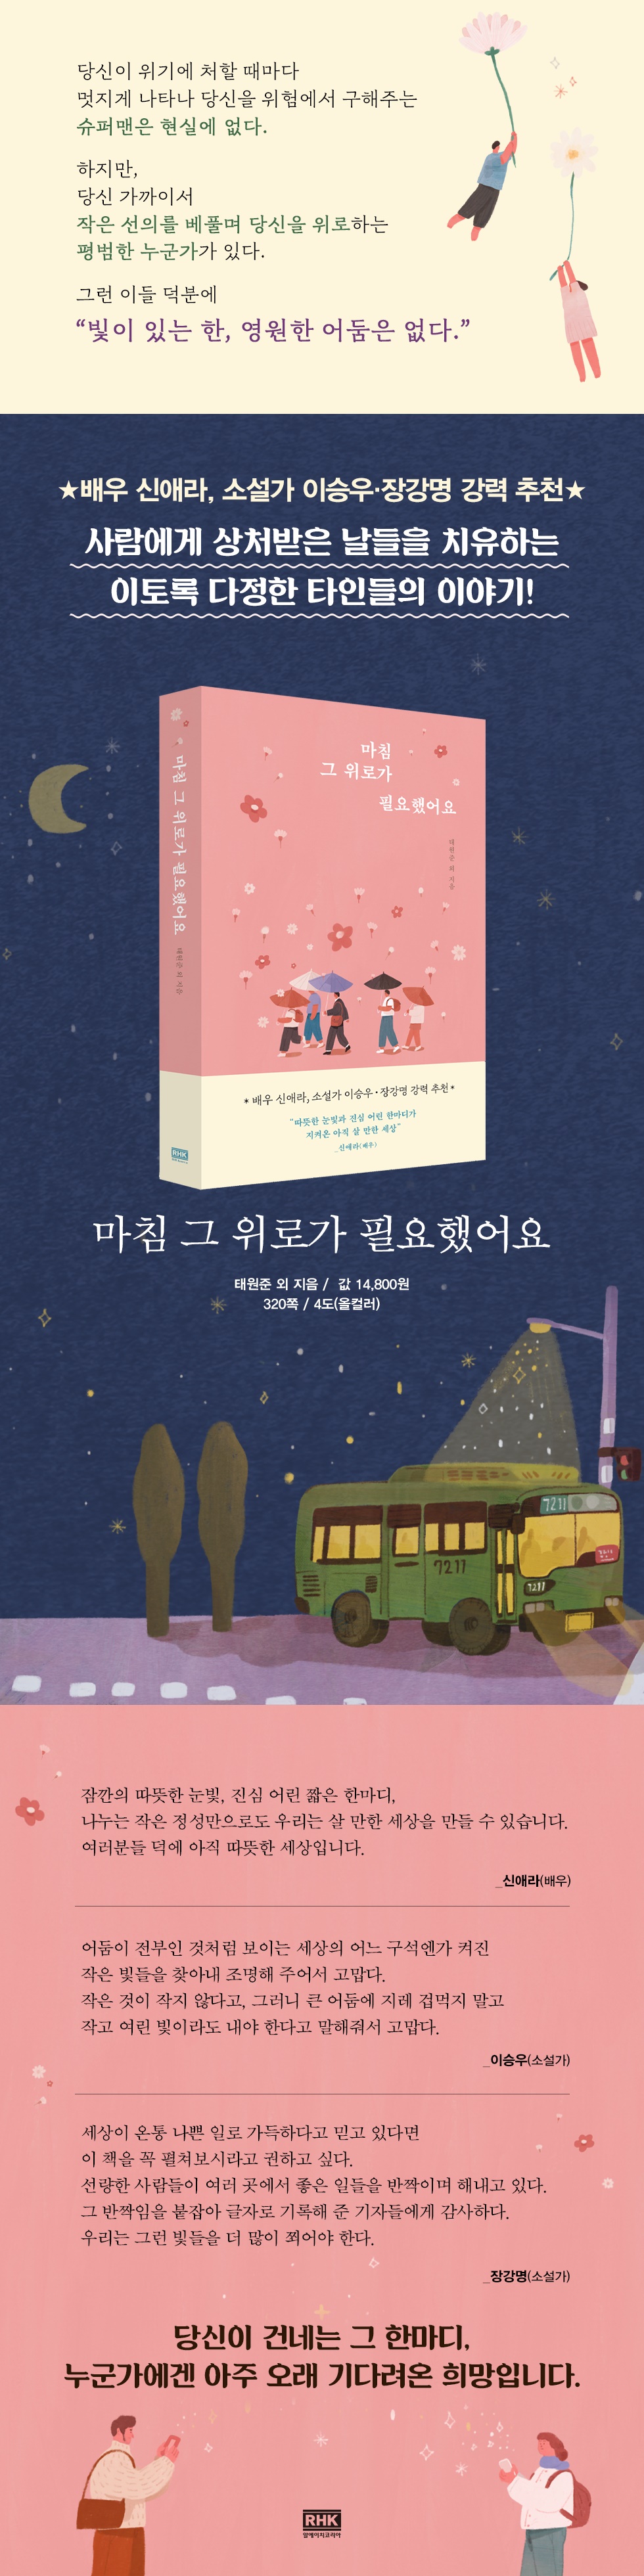 당신이 위기에 처할 때마다
멋지게 나타나 당신을 위험에서 구해주는
슈퍼맨은 현실에 없다.
하지만,
당신 가까이서
작은 선의를 베풀며 당신을 위로하는
평범한 누군가가 있다.
그런 이들 덕분에
“빛이 있는 한, 영원한 어둠은 없다.”
★배우 신애라, 소설가 이승우·장강명 강력 추천★
사람에게 상처받은 날들을 치유하는
이토록 다정한 타인들의 이야기!
마침
그 위로가
필요했어요
태원준 외 지음
마침 그 위로가 필요했어요
태원준 외 지음
RHK
* 배우 신애라, 소설가 이승우·장강명 강력 추천 *
“따뜻한 눈빛과 진심 어린 한마디가
지켜온 아직 살 만한 세상”
_신애라(배우)
마침 그 위로가 필요했어요
태원준 외 지음 / 값 14,800원
320쪽 / 4도(올컬러)
7211
7211
7211
잠깐의 따뜻한 눈빛, 진심 어린 짧은 한마디,
나누는 작은 정성만으로도 우리는 살 만한 세상을 만들 수 있습니다.
여러분들 덕에 아직 따뜻한 세상입니다.
_신애라(배우)
어둠이 전부인 것처럼 보이는 세상의 어느 구석엔가 켜진
작은 빛들을 찾아내 조명해 주어서 고맙다.
작은 것이 작지 않다고, 그러니 큰 어둠에 지레 겁먹지 말고
작고 여린 빛이라도 내야 한다고 말해줘서 고맙다.
_이승우(소설가)
세상이 온통 나쁜 일로 가득하다고 믿고 있다면
이 책을 꼭 펼쳐보시라고 권하고 싶다.
선량한 사람들이 여러 곳에서 좋은 일들을 반짝이며 해내고 있다.
그 반짝임을 붙잡아 글자로 기록해 준 기자들에게 감사하다.
우리는 그런 빛들을 더 많이 쬐어야 한다.
_장강명(소설가)
당신이 건네는 그 한마디,
누군가에겐 아주 오래 기다려온 희망입니다.
RHK
알에이치코리아